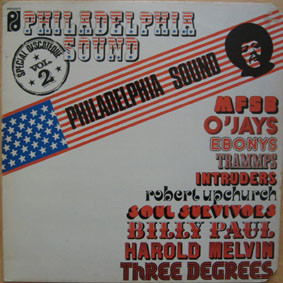 PHILADELPHIA
SOUND
SPECIAL DISCOTHEQUE
VOL.
2
PHILADELPHIA SOUND
MFSB
O'JAYS
EBONYS
TRAMMPS
INTRUDERS
robert upchurch
SOUL SURVIVORS
BILLY PAUL
HAROLD MELVIN
THREE DEGREES